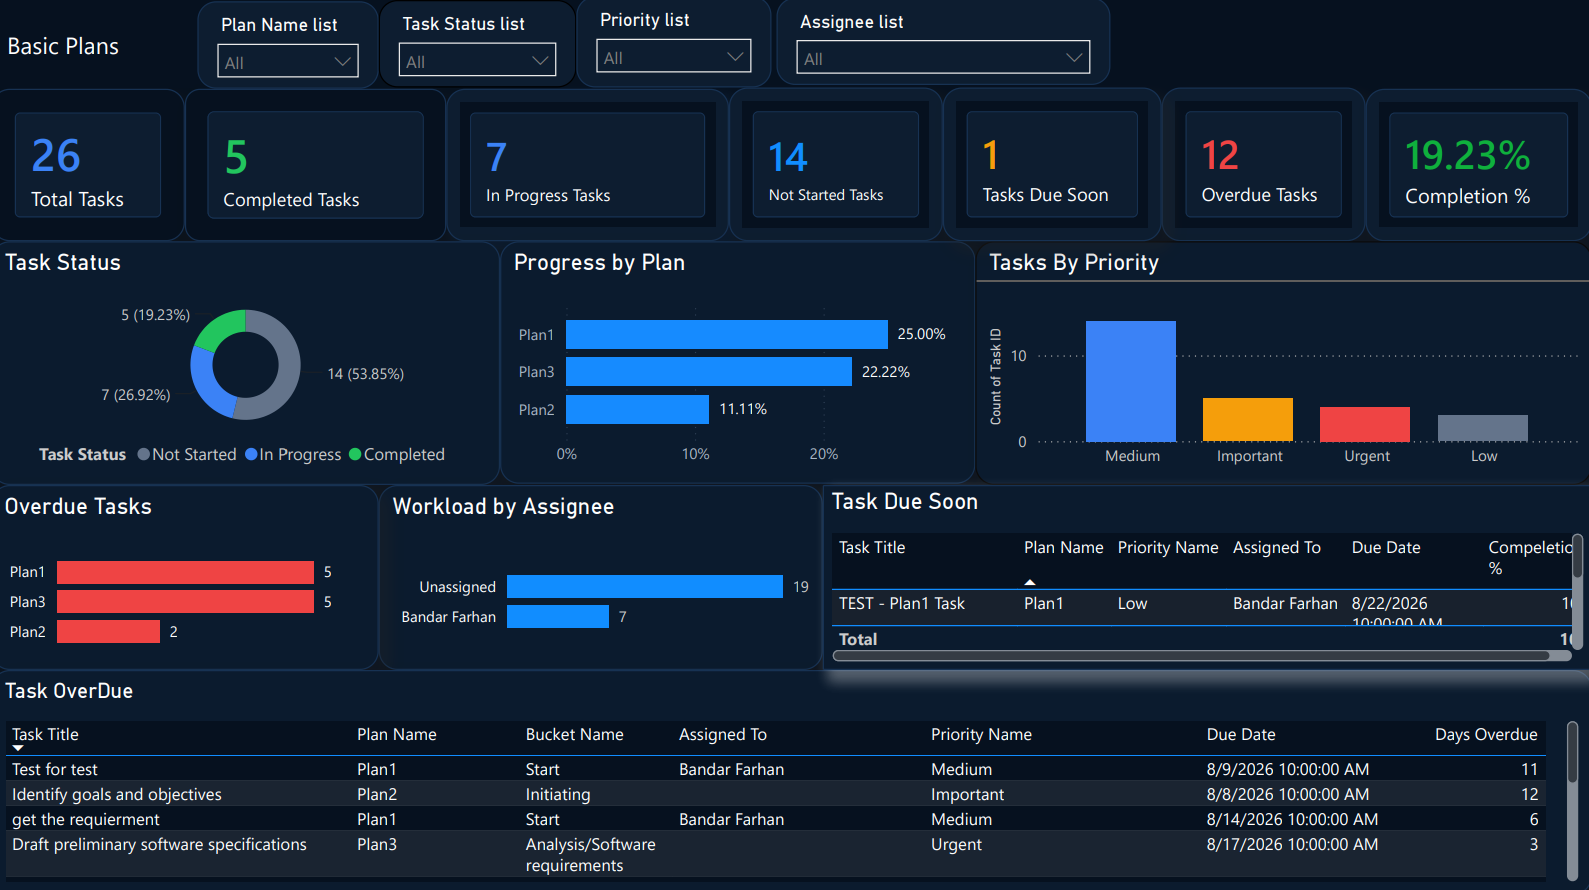 Basic Plans
Plan Name list
All
Task Status list
All
Priority list
All
Assignee list
All
26
Total Tasks
5
Completed Tasks
7
In Progress Tasks
14
Not Started Tasks
1
Tasks Due Soon
12
Overdue Tasks
19.23%
Completion %
Task Status
5 (19.23%)
14 (53.85%)
7 (26.92%)
Task Status Not Started In Progress Completed
Progress by Plan
Plan1 25.00%
Plan3 22.22%
Plan2 11.11%
0% 10% 20%
Tasks By Priority
Count of Task ID
10
0
Medium Important Urgent Low
Overdue Tasks
Plan1 5
Plan3 5
Plan2 2
Workload by Assignee
Unassigned 19
Bandar Farhan 7
Task Due Soon
Task Title Plan Name Priority Name Assigned To Due Date Compeletio
%
TEST - Plan1 Task Plan1 Low Bandar Farhan 8/22/2026
10:00:00 AM
Total
Task OverDue
Task Title Plan Name Bucket Name Assigned To Priority Name Due Date Days Overdue
Test for test Plan1 Start Bandar Farhan Medium 8/9/2026 10:00:00 AM 11
Identify goals and objectives Plan2 Initiating Important 8/8/2026 10:00:00 AM 12
get the requierment Plan1 Start Bandar Farhan Medium 8/14/2026 10:00:00 AM 6
Draft preliminary software specifications Plan3 Analysis/Software Urgent 8/17/2026 10:00:00 AM 3
requirements